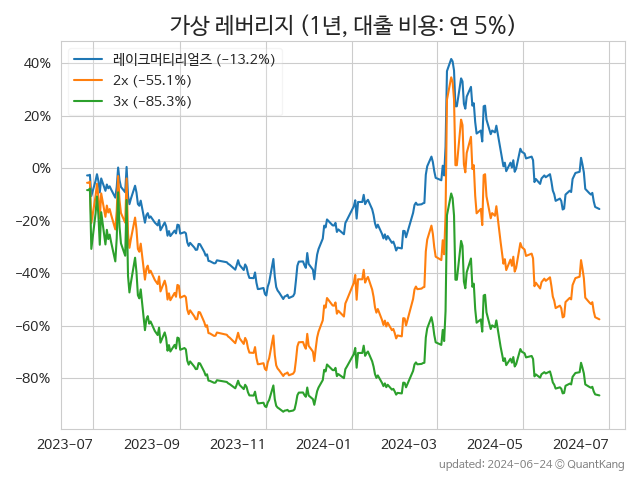 가상 레버리지 (1년, 대출 비용: 연 5%)
레이크머티리얼즈 (−13.2%)
2x (−55.1%)
3x (−85.3%)
40%
20%
0%
−20%
−40%
−60%
−80%
2023-07 2023-09 2023-11 2024-01 2024-03 2024-05 2024-07
updated: 2024-06-24 © QuantKang